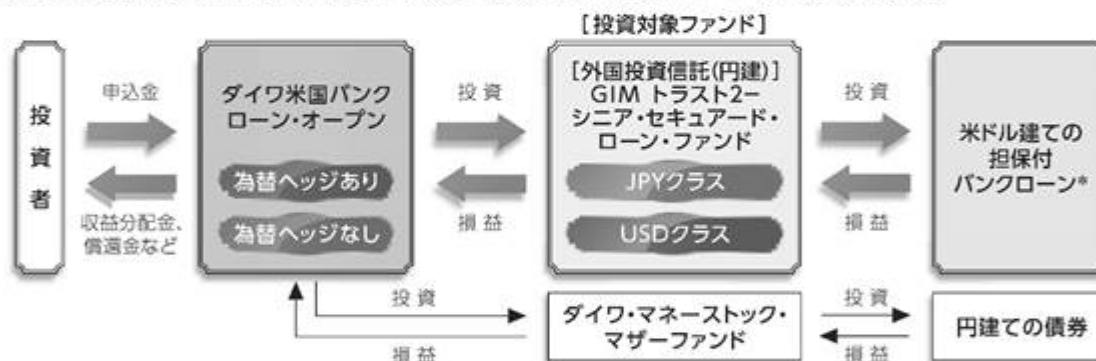 [投資対象ファンド]
投資者
申込金
収益分配金、
償還金など
ダイワ米国バンク
ローン・オープン
為替ヘッジあり
為替ヘッジなし
投資
損益
[外国投資信託(円建)]
GIM トラスト2−
シニア・セキュアード・
ローン・ファンド
JPYクラス
USDクラス
投資
損益
米ドル建ての
担保付
バンクローン*
投資
損益
ダイワ・マネーストック・
マザーファンド
投資
損益
円建ての債券